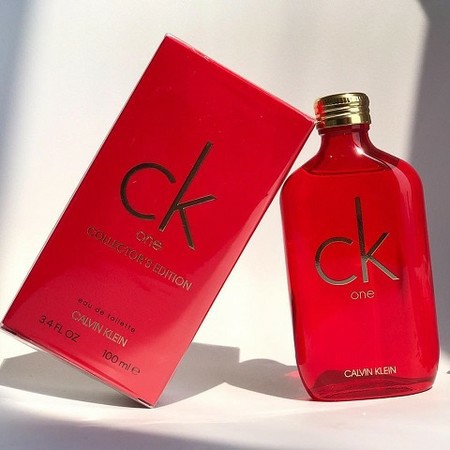 ck
one
COLLECTOR'S EDITION
eau de toilette
CALVIN KLEIN
3.4 FL OZ
100 ml e
ck
one
CALVIN KLEIN